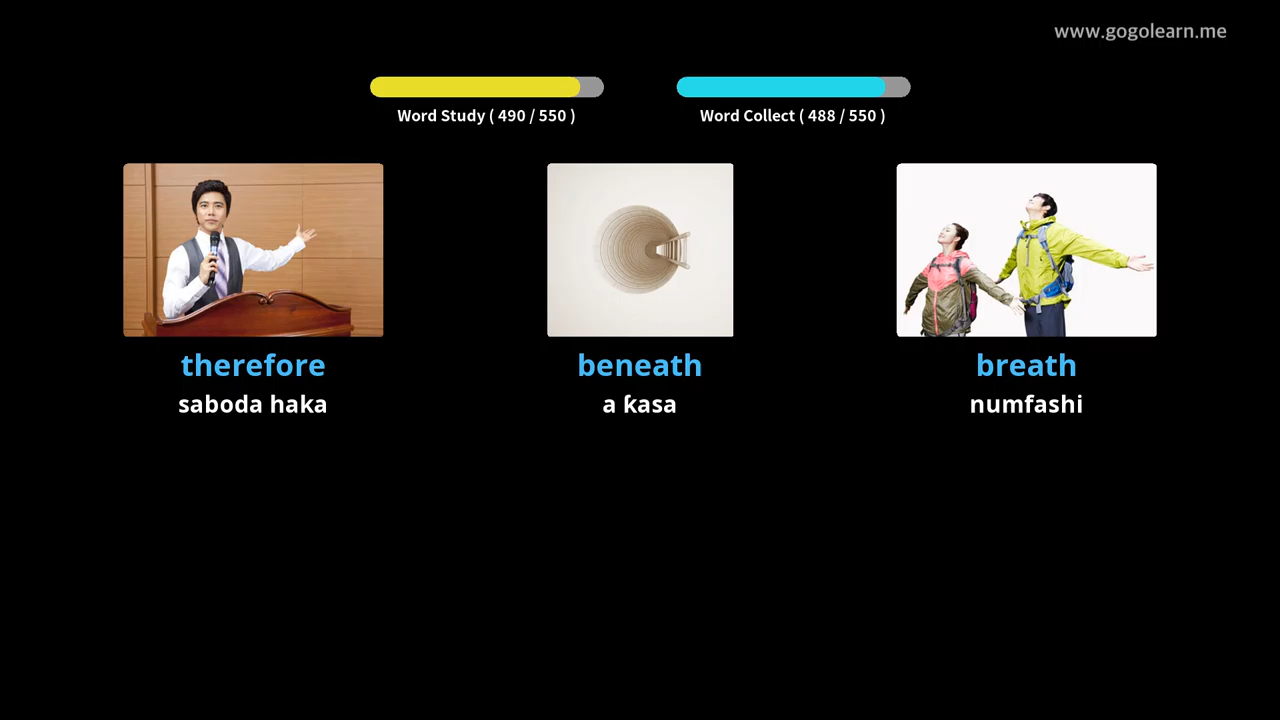 www.gogolearn.me
Word Study ( 490 / 550 )
Word Collect ( 488 / 550 )
therefore
saboda haka
beneath
a ƙasa
breath
numfashi